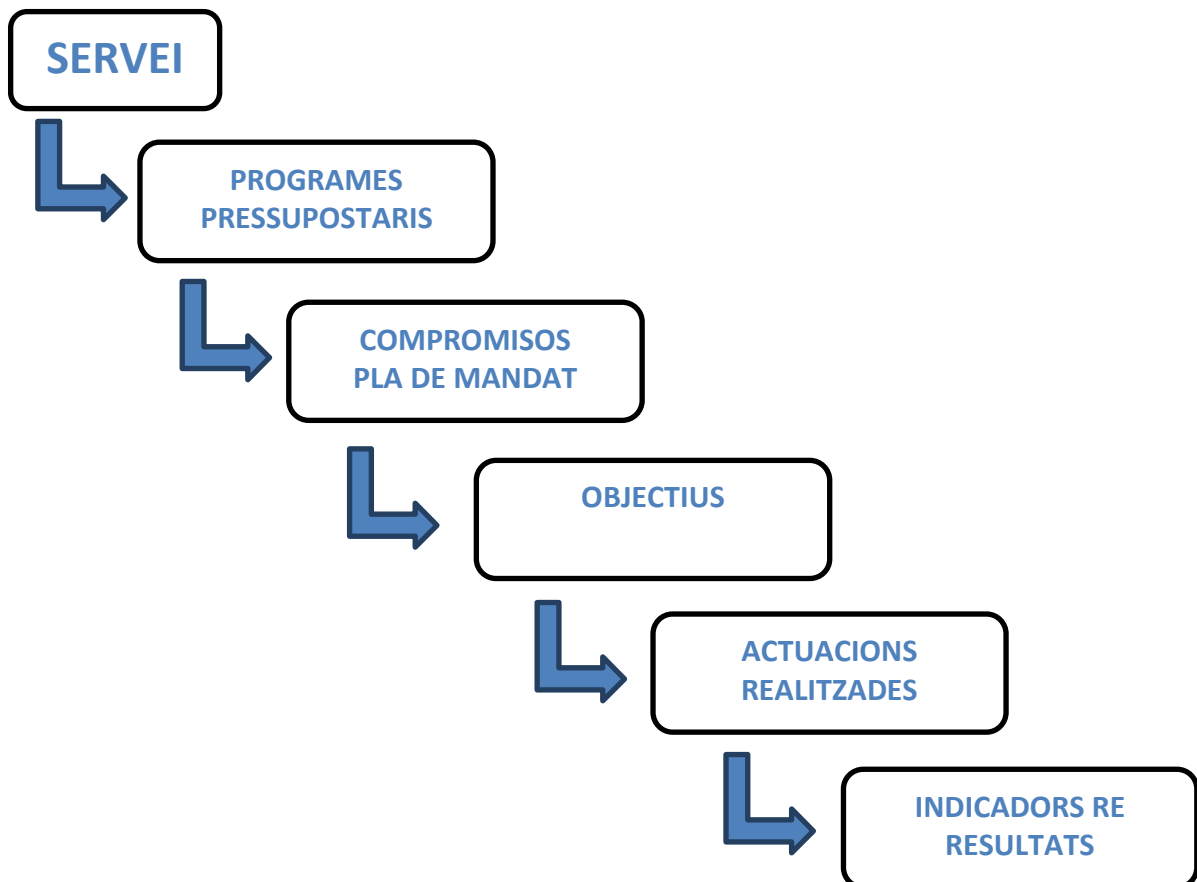 SERVEI
PROGRAMES
PRESSUPOSTARIS
COMPROMISOS
PLA DE MANDAT
OBJECTIUS
ACTUACIONS
REALITZADES
INDICADORS RE
RESULTATS